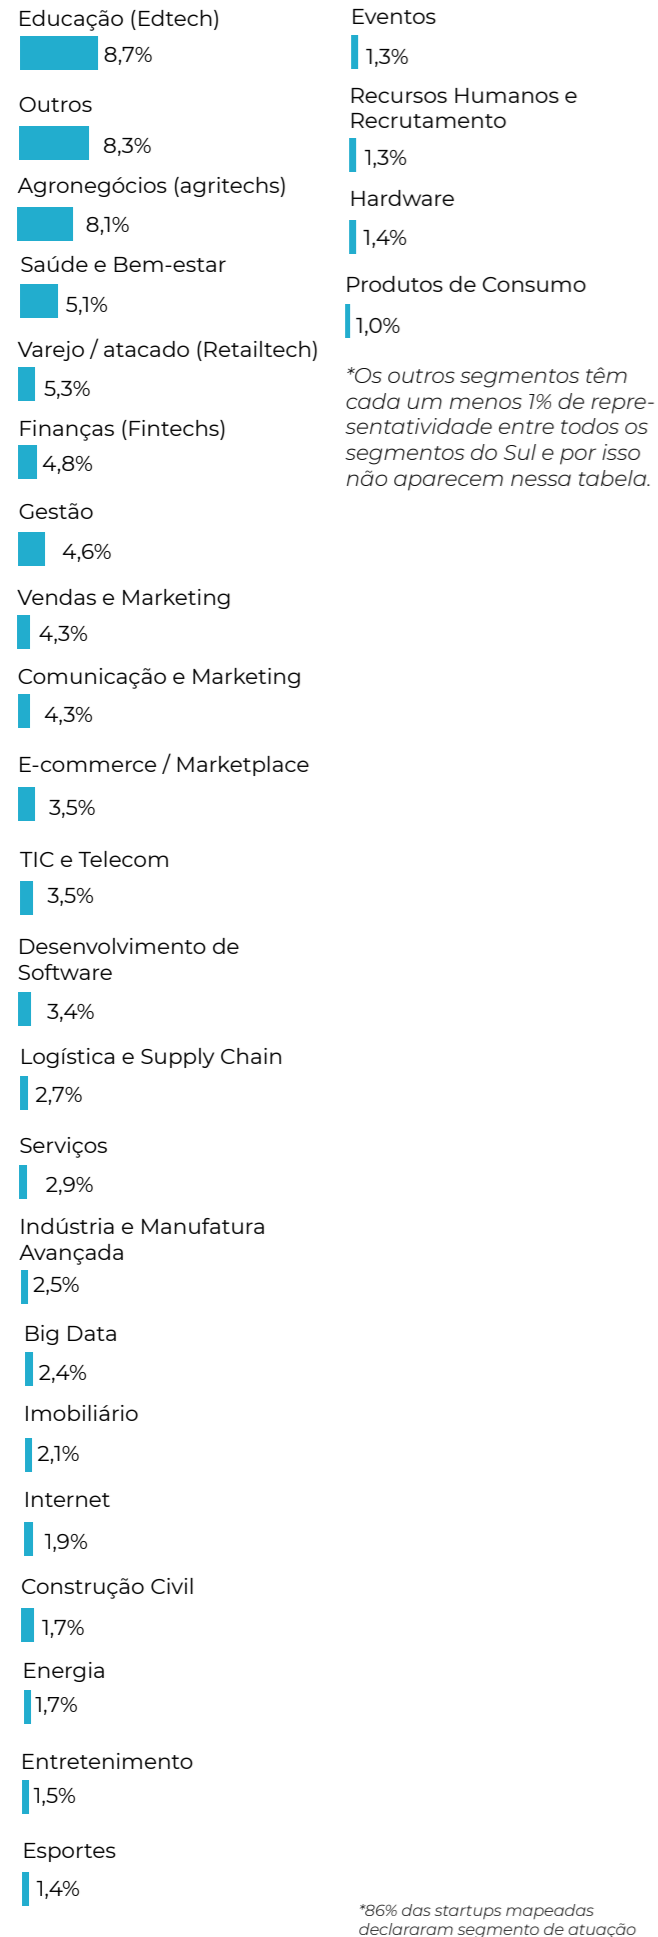 Educação (Edtech)
8,7%
Outros
8,3%
Agronegócios (agritechs)
8,1%
Saúde e Bem-estar
5,1%
Varejo / atacado (Retailtech)
5,3%
Finanças (Fintechs)
4,8%
Gestão
4,6%
Vendas e Marketing
4,3%
Comunicação e Marketing
4,3%
E-commerce / Marketplace
3,5%
TIC e Telecom
3,5%
Desenvolvimento de
Software
3,4%
Logística e Supply Chain
2,7%
Serviços
2,9%
Indústria e Manufatura
Avançada
2,5%
Big Data
2,4%
Imobiliário
2,1%
Internet
1,9%
Construção Civil
1,7%
Energia
1,7%
Entretenimento
1,5%
Esportes
1,4%
Eventos
1,3%
Recursos Humanos e
Recrutamento
1,3%
Hardware
1,4%
Produtos de Consumo
1,0%
*Os outros segmentos têm
cada um menos 1% de repre-
sentatividade entre todos os
segmentos do Sul e por isso
não aparecem nessa tabela.
*86% das startups mapeadas
declararam segmento de atuação